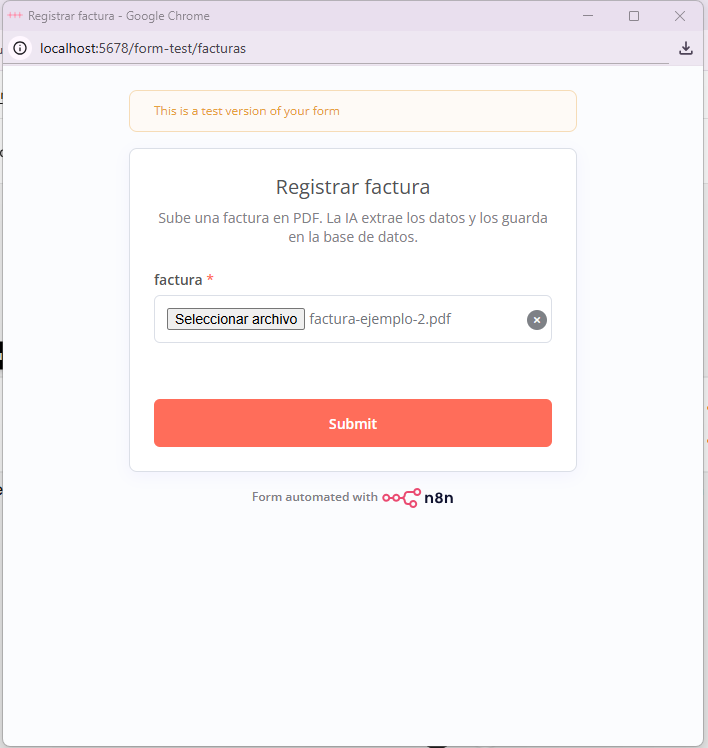 Registrar factura - Google Chrome
localhost:5678/form-test/facturas
This is a test version of your form
Registrar factura
Sube una factura en PDF. La IA extrae los datos y los guarda
en la base de datos.
factura *
Seleccionar archivo factura-ejemplo-2.pdf
Submit
Form automated with n8n